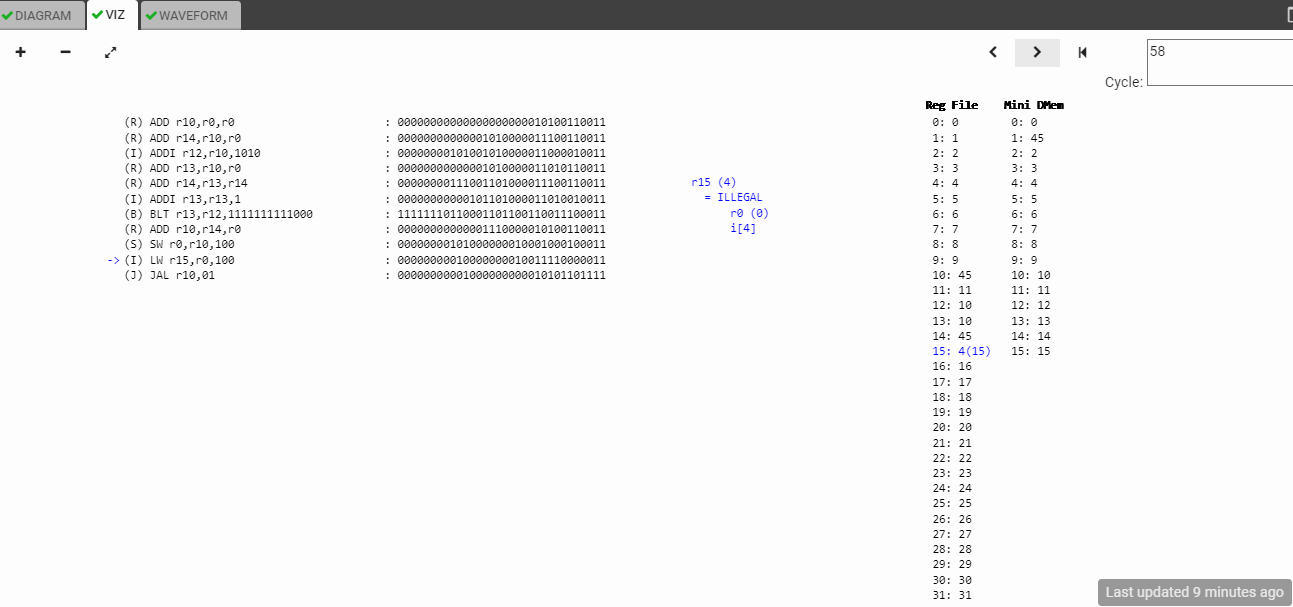 DIAGRAM
VIZ
WAVEFORM
Cycle: 58
Reg File Mini DMem
(R) ADD r10,r0,r0 : 00000000000000000000010100110011
(R) ADD r14,r10,r0 : 00000000000001010000011100110011
(I) ADDI r12,r10,1010 : 00000000101001010000011000010011
(R) ADD r13,r10,r0 : 00000000000001010000011010110011
(R) ADD r14,r13,r14 : 00000000111001101000011100110011
(I) ADDI r13,r13,1 : 00000000000101101000011010010011
(B) BLT r13,r12,1111111111000 : 11111110110001101100110011100011
(R) ADD r10,r14,r0 : 00000000000001110000010100110011
(S) SW r0,r10,100 : 00000000101000000010001000100011
-> (I) LW r15,r0,100 : 00000000010000000010011110000011
(J) JAL r10,01 : 00000000010000000000010101101111
r15 (4)
= ILLEGAL
r0 (0)
i[4]
0: 0 0: 0
1: 1 1: 45
2: 2 2: 2
3: 3 3: 3
4: 4 4: 4
5: 5 5: 5
6: 6 6: 6
7: 7 7: 7
8: 8 8: 8
9: 9 9: 9
10: 45 10: 10
11: 11 11: 11
12: 10 12: 12
13: 10 13: 13
14: 45 14: 14
15: 4(15) 15: 15
16: 16
17: 17
18: 18
19: 19
20: 20
21: 21
22: 22
23: 23
24: 24
25: 25
26: 26
27: 27
28: 28
29: 29
30: 30
31: 31
Last updated 9 minutes ago